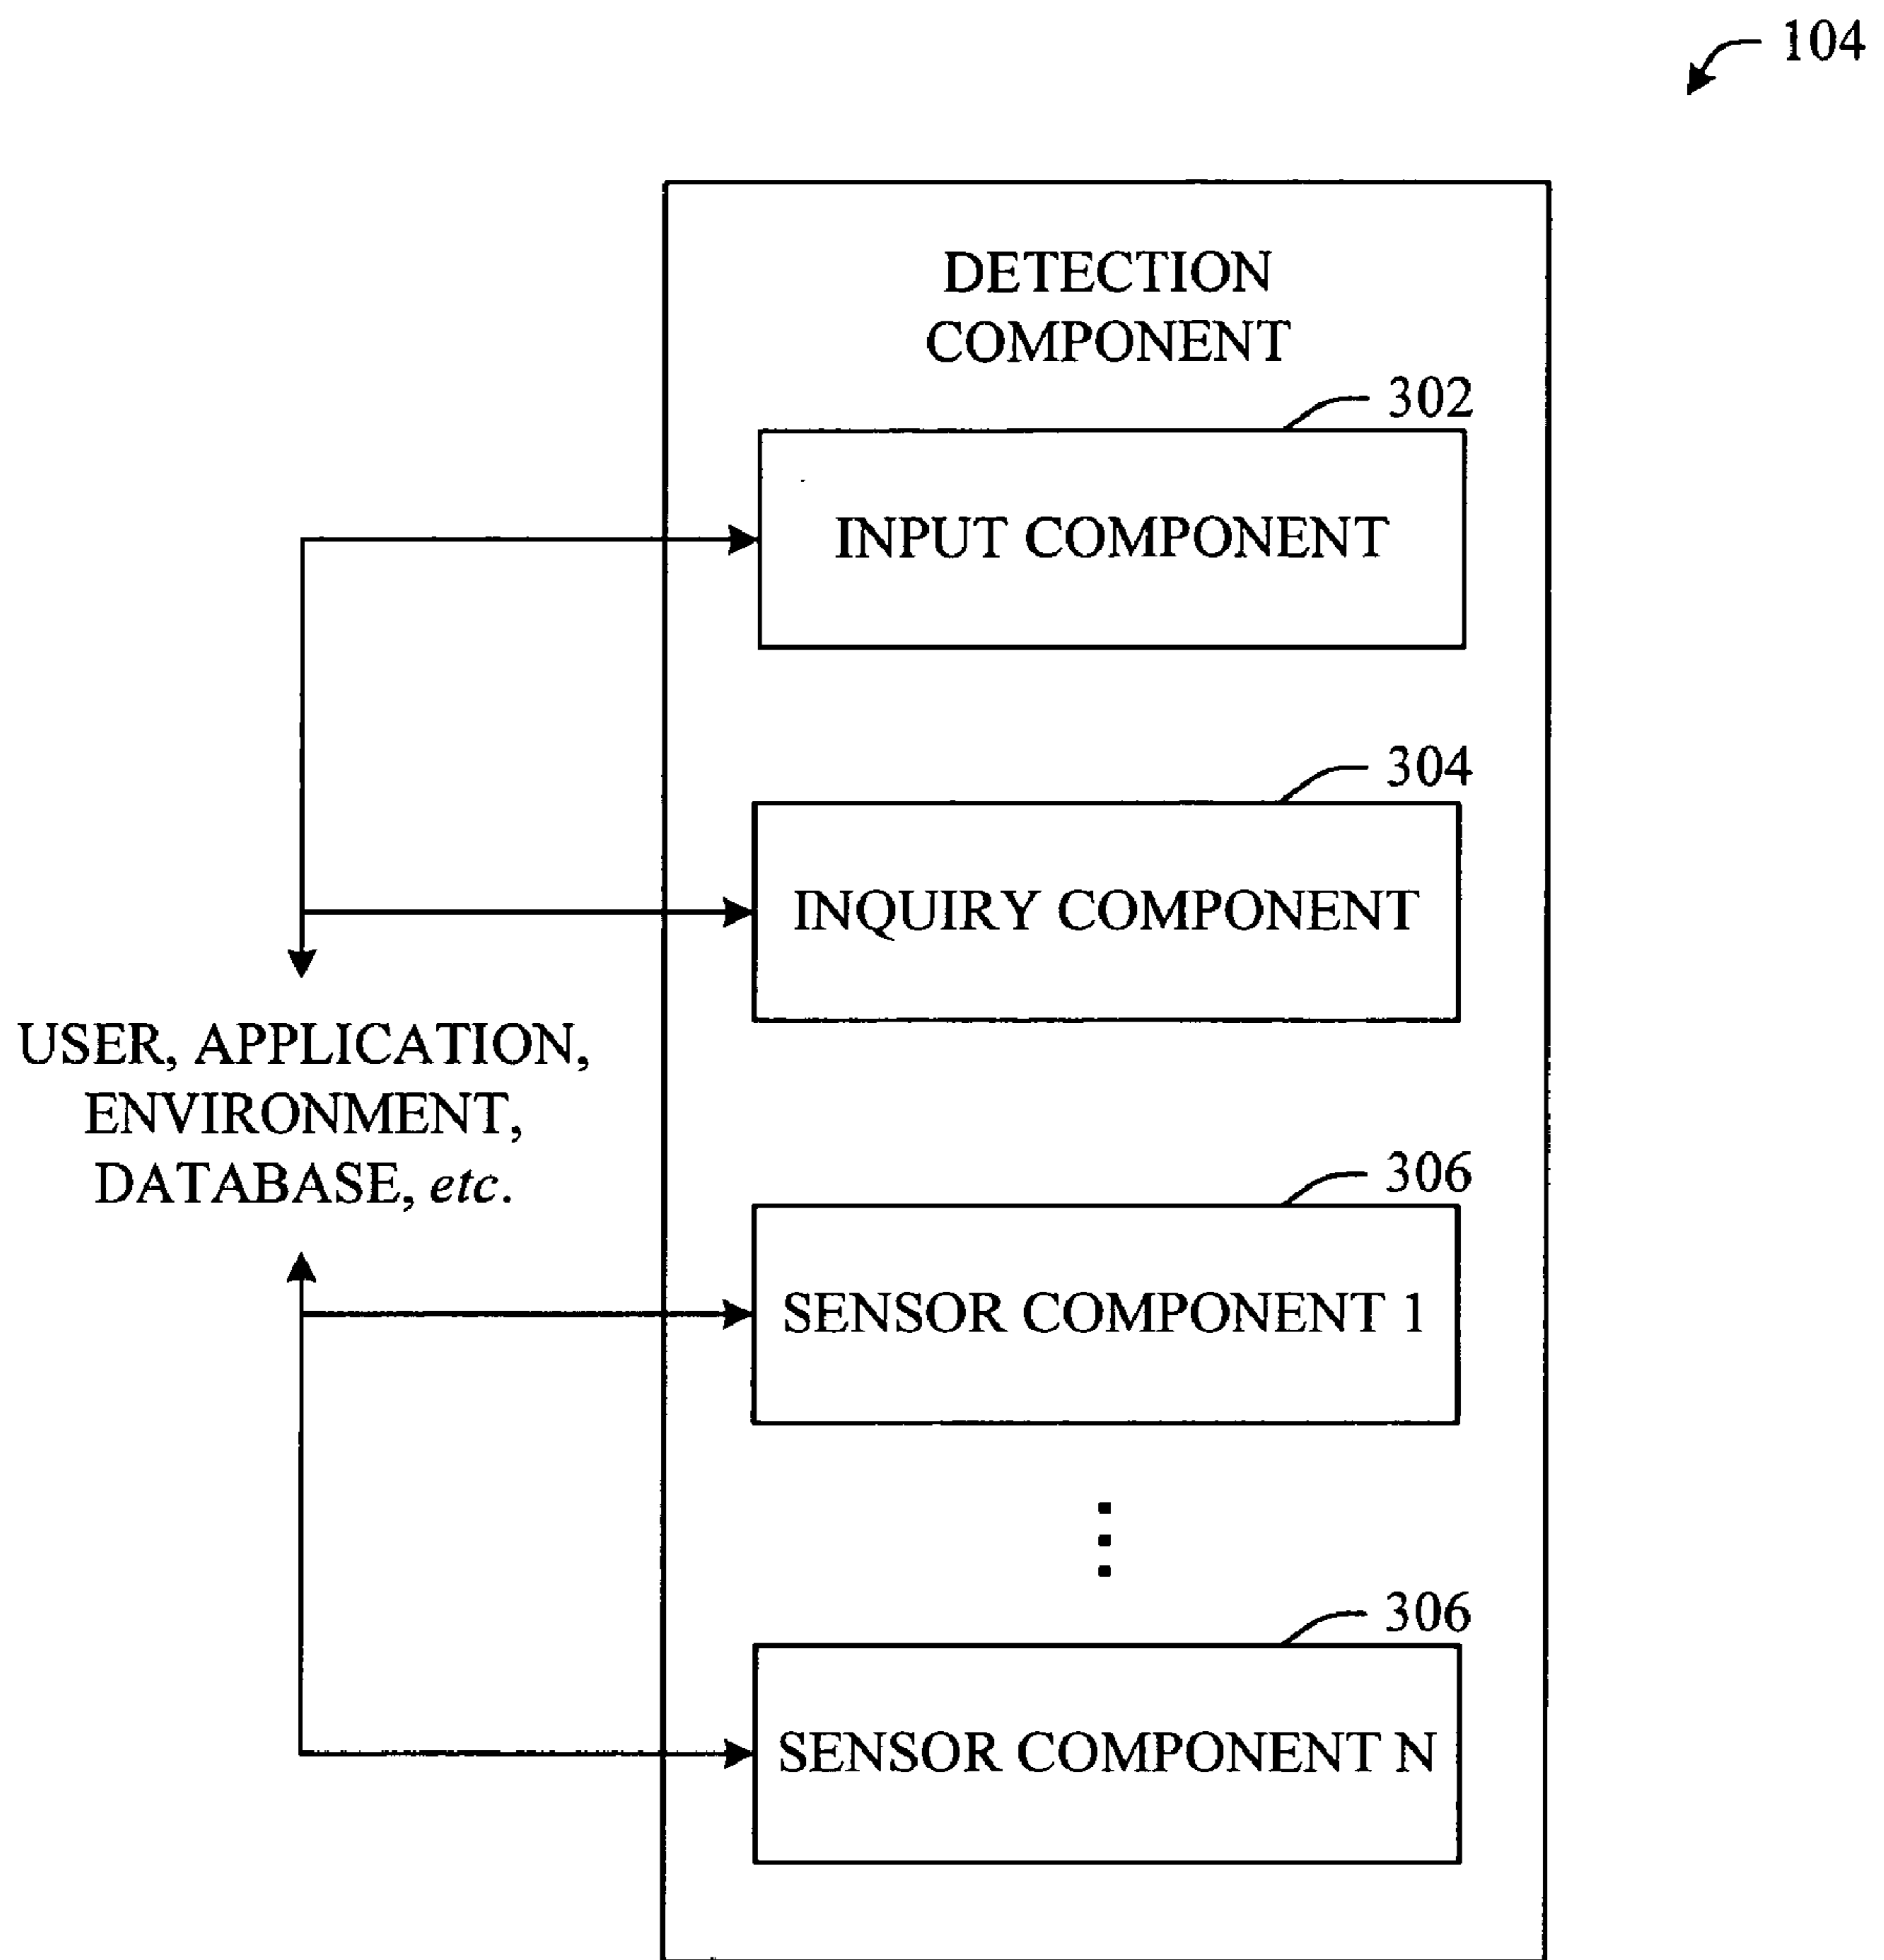 104
DETECTION
COMPONENT
302
INPUT COMPONENT
304
INQUIRY COMPONENT
USER, APPLICATION,
ENVIRONMENT,
DATABASE, etc.
306
SENSOR COMPONENT 1
306
SENSOR COMPONENT N